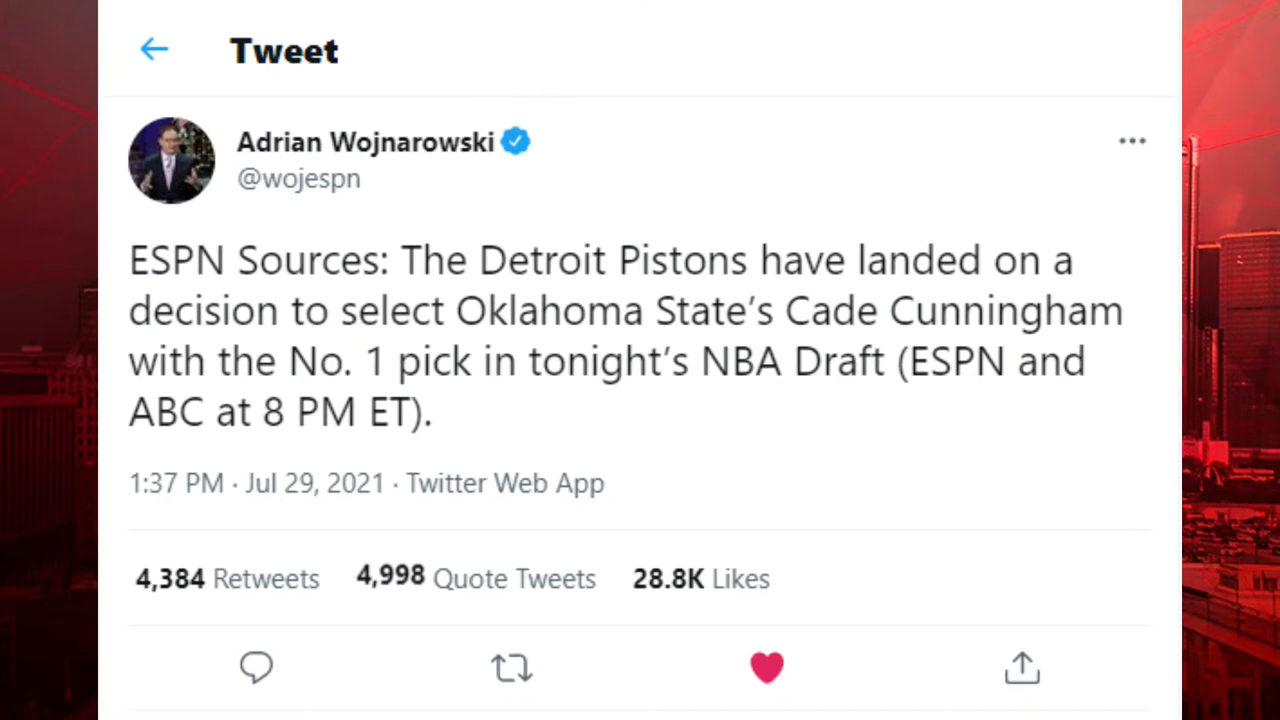 Tweet
Adrian Wojnarowski
@wojespn
ESPN Sources: The Detroit Pistons have landed on a
decision to select Oklahoma State’s Cade Cunningham
with the No. 1 pick in tonight’s NBA Draft (ESPN and
ABC at 8 PM ET).
1:37 PM · Jul 29, 2021 · Twitter Web App
4,384 Retweets 4,998 Quote Tweets 28.8K Likes